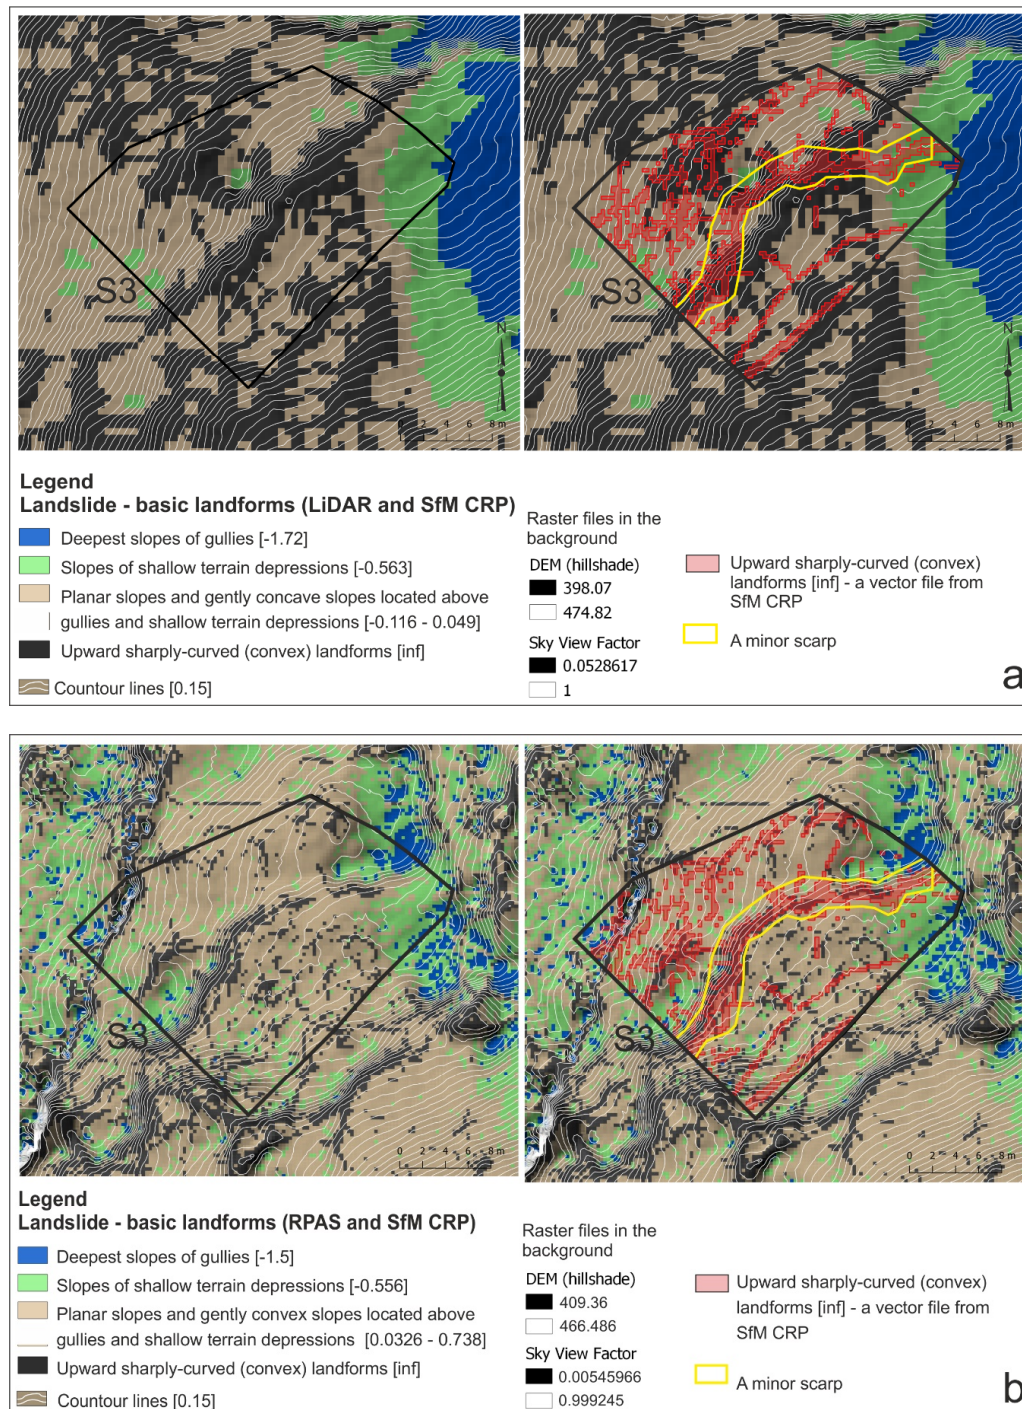 S3
N
0 2 4 6 8 m
S3
N
0 2 4 6 8 m
Legend
Landslide - basic landforms (LiDAR and SfM CRP)
Deepest slopes of gullies [-1.72]
Slopes of shallow terrain depressions [-0.563]
Planar slopes and gently concave slopes located above
gullies and shallow terrain depressions [-0.116 - 0.049]
Upward sharply-curved (convex) landforms [inf]
Countour lines [0.15]
Raster files in the
background
DEM (hillshade)
398.07
474.82
Sky View Factor
0.0528617
1
Upward sharply-curved (convex)
landforms [inf] - a vector file from
SfM CRP
A minor scarp
a
S3
0 2 4 6 8 m
S3
0 2 4 6 8 m
Legend
Landslide - basic landforms (RPAS and SfM CRP)
Deepest slopes of gullies [-1.5]
Slopes of shallow terrain depressions [-0.556]
Planar slopes and gently convex slopes located above
gullies and shallow terrain depressions [0.0326 - 0.738]
Upward sharply-curved (convex) landforms [inf]
Countour lines [0.15]
Raster files in the
background
DEM (hillshade)
409.36
466.486
Sky View Factor
0.00545966
0.999245
Upward sharply-curved (convex)
landforms [inf] - a vector file from
SfM CRP
A minor scarp
b